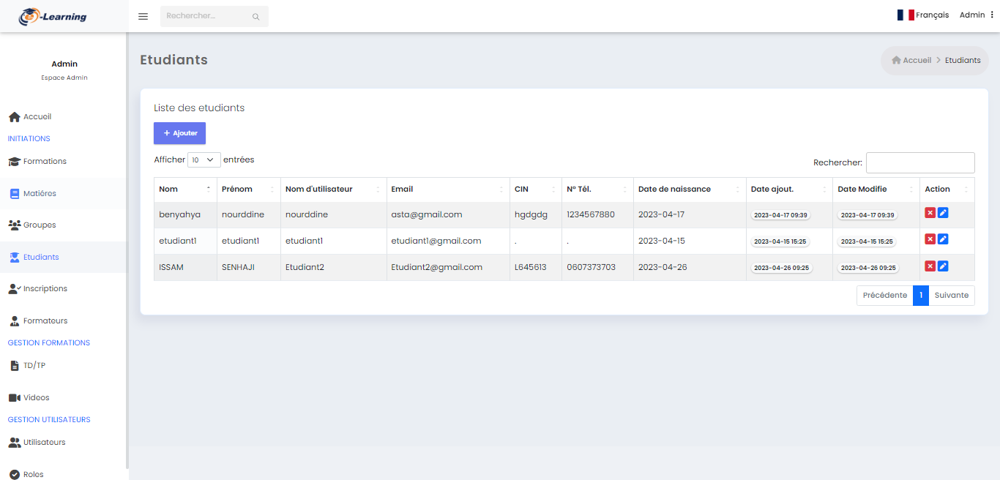 e-Learning
Rechercher...
Français
Admin
Admin
Espace Admin
Accueil
INITIATIONS
Formations
Matiéres
Groupes
Etudiants
Inscriptions
Formateurs
GESTION FORMATIONS
TD/TP
Videos
GESTION UTILISATEURS
Utilisateurs
Roles
Etudiants
Accueil > Etudiants
Liste des etudiants
+ Ajouter
Afficher 10 entrées
Rechercher:
Nom Prénom Nom d'utilisateur Email CIN N° Tél. Date de naissance Date ajout. Date Modifie Action
benyahya nourddine nourddine asta@gmail.com hgdgdg 1234567880 2023-04-17 2023-04-17 09:39 2023-04-17 09:39
etudiant1 etudiant1 etudiant1 etudiant1@gmail.com . . 2023-04-15 2023-04-15 15:25 2023-04-15 15:25
ISSAM SENHAJI Etudiant2 Etudiant2@gmail.com L645613 0607373703 2023-04-26 2023-04-26 09:25 2023-04-26 09:25
Précédente 1 Suivante